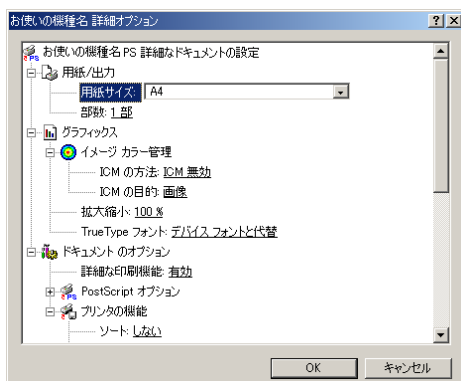 お使いの機種名 詳細オプション
お使いの機種名 PS 詳細なドキュメントの設定
用紙/出力
用紙サイズ: A4
部数: 1 部
グラフィックス
イメージ カラー管理
ICM の方法: ICM 無効
ICM の目的: 画像
拡大縮小: 100 %
TrueType フォント: デバイス フォントと代替
ドキュメント のオプション
詳細な印刷機能: 有効
PostScript オプション
プリンタの機能
ソート: しない
OK キャンセル